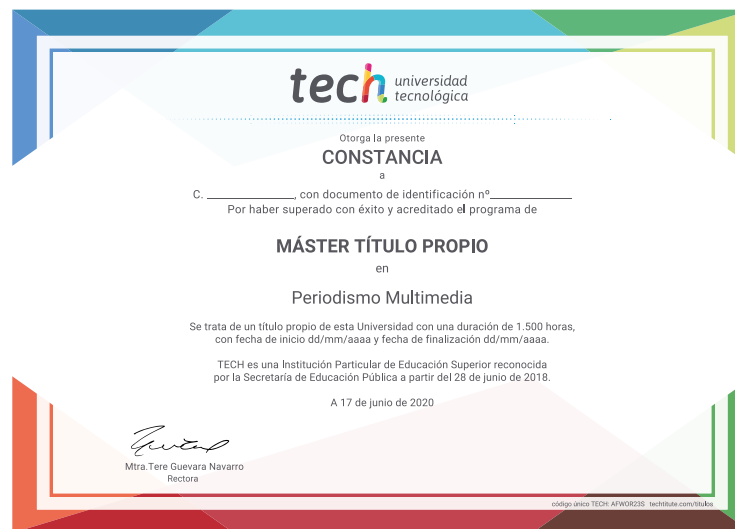 tech universidad
tecnológica
Otorga la presente
CONSTANCIA
a
C. ______________, con documento de identificación nº______________
Por haber superado con éxito y acreditado el programa de
MÁSTER TÍTULO PROPIO
en
Periodismo Multimedia
Se trata de un título propio de esta Universidad con una duración de 1.500 horas,
con fecha de inicio dd/mm/aaaa y fecha de finalización dd/mm/aaaa.
TECH es una Institución Particular de Educación Superior reconocida
por la Secretaría de Educación Pública a partir del 28 de junio de 2018.
A 17 de junio de 2020
Mtra.Tere Guevara Navarro
Rectora
código único TECH: AFWOR23S techtitute.com/titulos